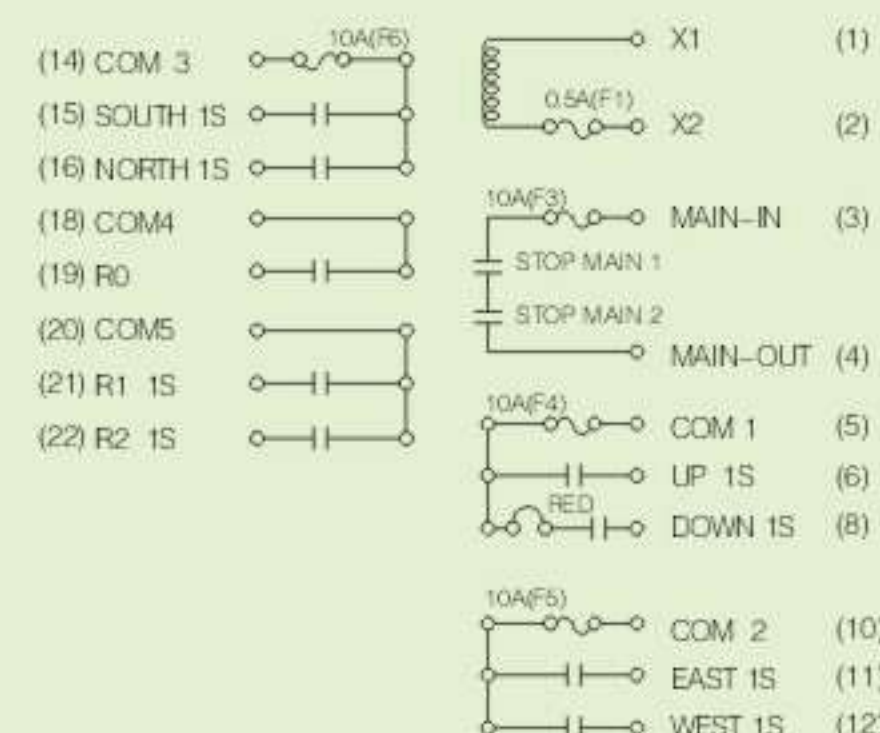 10A(F6)
(14) COM 3
(15) SOUTH 1S
(16) NORTH 1S
(18) COM4
(19) R0
(20) COM5
(21) R1 1S
(22) R2 1S
X1 (1)
0.5A(F1)
X2 (2)
10A(F3)
MAIN-IN (3)
STOP MAIN 1
STOP MAIN 2
MAIN-OUT (4)
10A(F4)
COM 1 (5)
UP 1S (6)
RED
DOWN 1S (8)
10A(F5)
COM 2 (10)
EAST 1S (11)
WEST 1S (12)